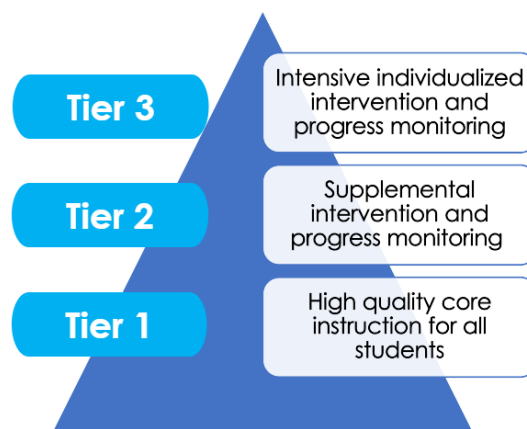 Tier 3
Intensive individualized
intervention and
progress monitoring
Tier 2
Supplemental
intervention and
progress monitoring
Tier 1
High quality core
instruction for all
students